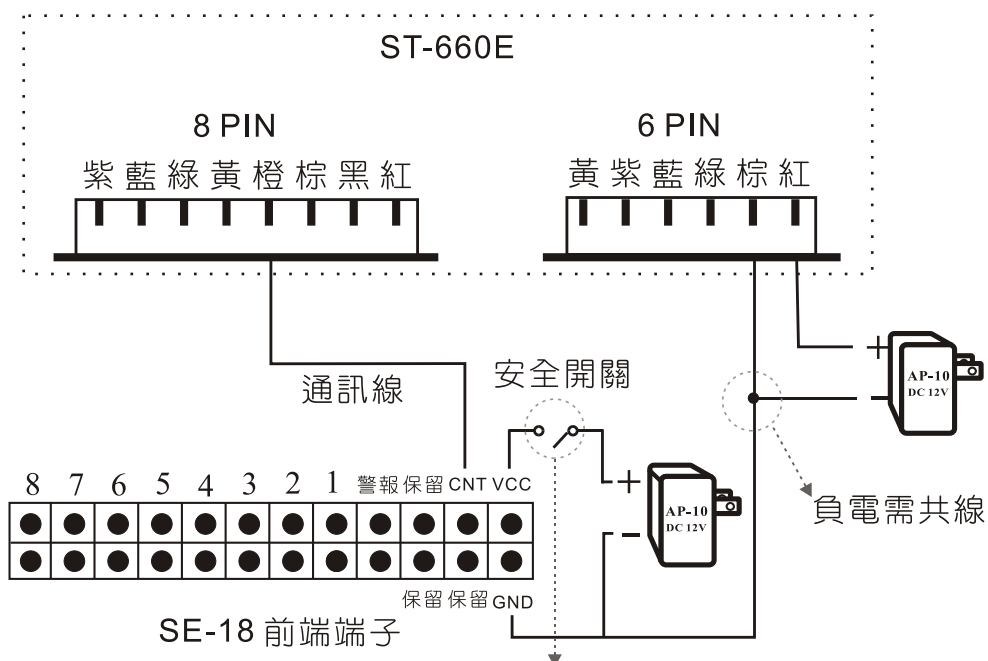 ST-660E
8 PIN
6 PIN
紫藍綠黃橙棕黑紅
黃紫藍綠棕紅
通訊線
安全開關
+
AP-10
DC 12V
−
負電需共線
8 7 6 5 4 3 2 1 警報 保留 CNT VCC
+
AP-10
DC 12V
−
保留 保留 GND
SE-18 前端端子